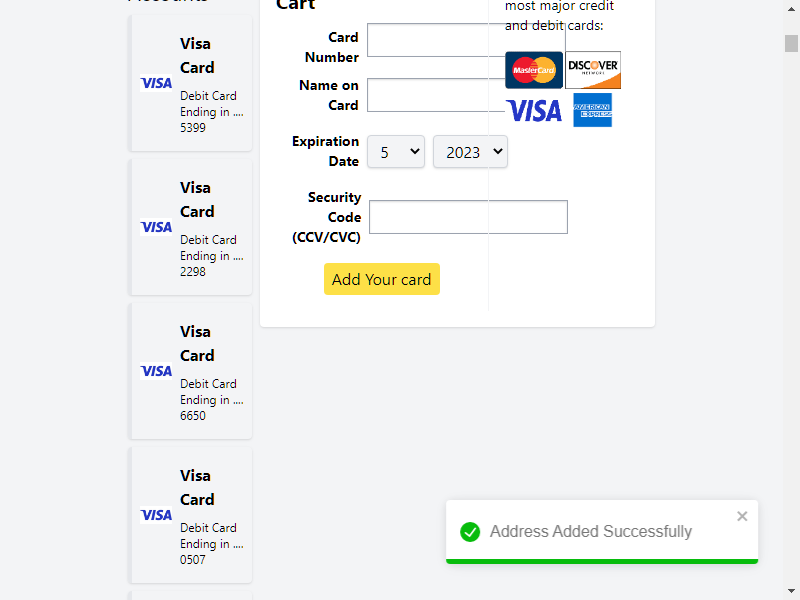 Visa
Card
Debit Card
Ending in ....
5399
Visa
Card
Debit Card
Ending in ....
2298
Visa
Card
Debit Card
Ending in ....
6650
Visa
Card
Debit Card
Ending in ....
0507
VISA
VISA
VISA
VISA
Cart
Card
Number
Name on
Card
Expiration
Date
5
2023
Security
Code
(CCV/CVC)
Add Your card
most major credit
and debit cards:
MasterCard
DISCOVER
NETWORK
VISA
AMERICAN
EXPRESS
Address Added Successfully